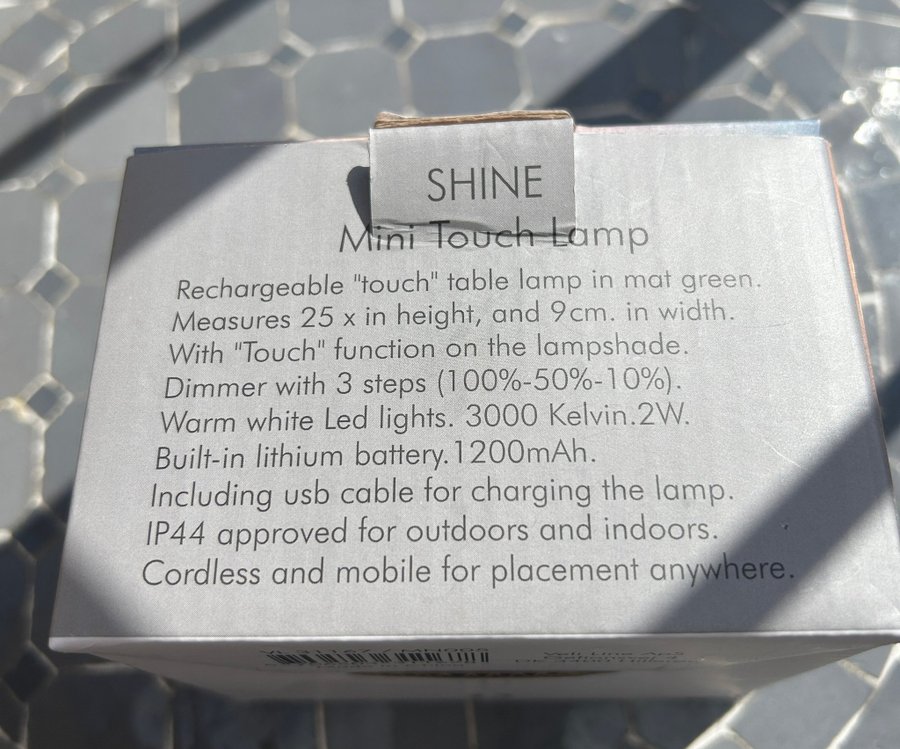 SHINE
Mini Touch Lamp
Rechargeable "touch" table lamp in mat green.
Measures 25 x in height, and 9cm. in width.
With "Touch" function on the lampshade.
Dimmer with 3 steps (100%-50%-10%).
Warm white Led lights. 3000 Kelvin.2W.
Built-in lithium battery.1200mAh.
Including usb cable for charging the lamp.
IP44 approved for outdoors and indoors.
Cordless and mobile for placement anywhere.